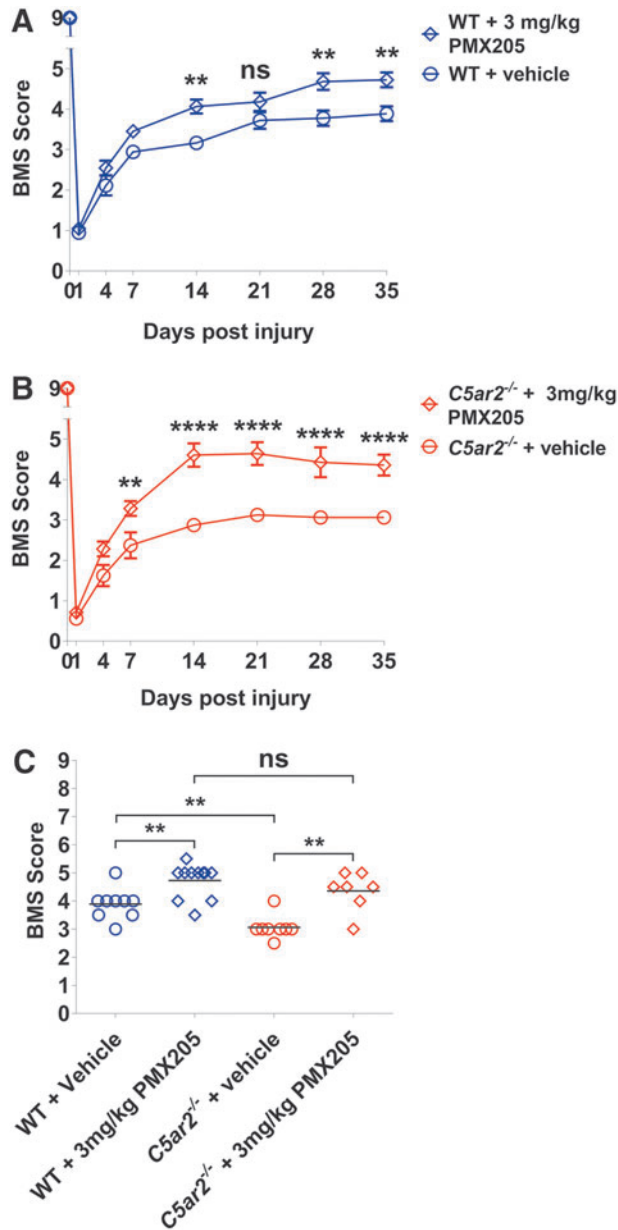 A
9
5
4
3
2
1
0
BMS Score
**
ns
**
**
WT + 3 mg/kg
PMX205
WT + vehicle
0 1 4 7 14 21 28 35
Days post injury
B
9
5
4
3
2
1
0
BMS Score
**
****
****
****
****
C5ar2-/- + 3mg/kg
PMX205
C5ar2-/- + vehicle
0 1 4 7 14 21 28 35
Days post injury
C
9
8
7
6
5
4
3
2
1
0
BMS Score
ns
**
**
**
WT + Vehicle
WT + 3mg/kg PMX205
C5ar2-/- + vehicle
C5ar2-/- + 3mg/kg PMX205